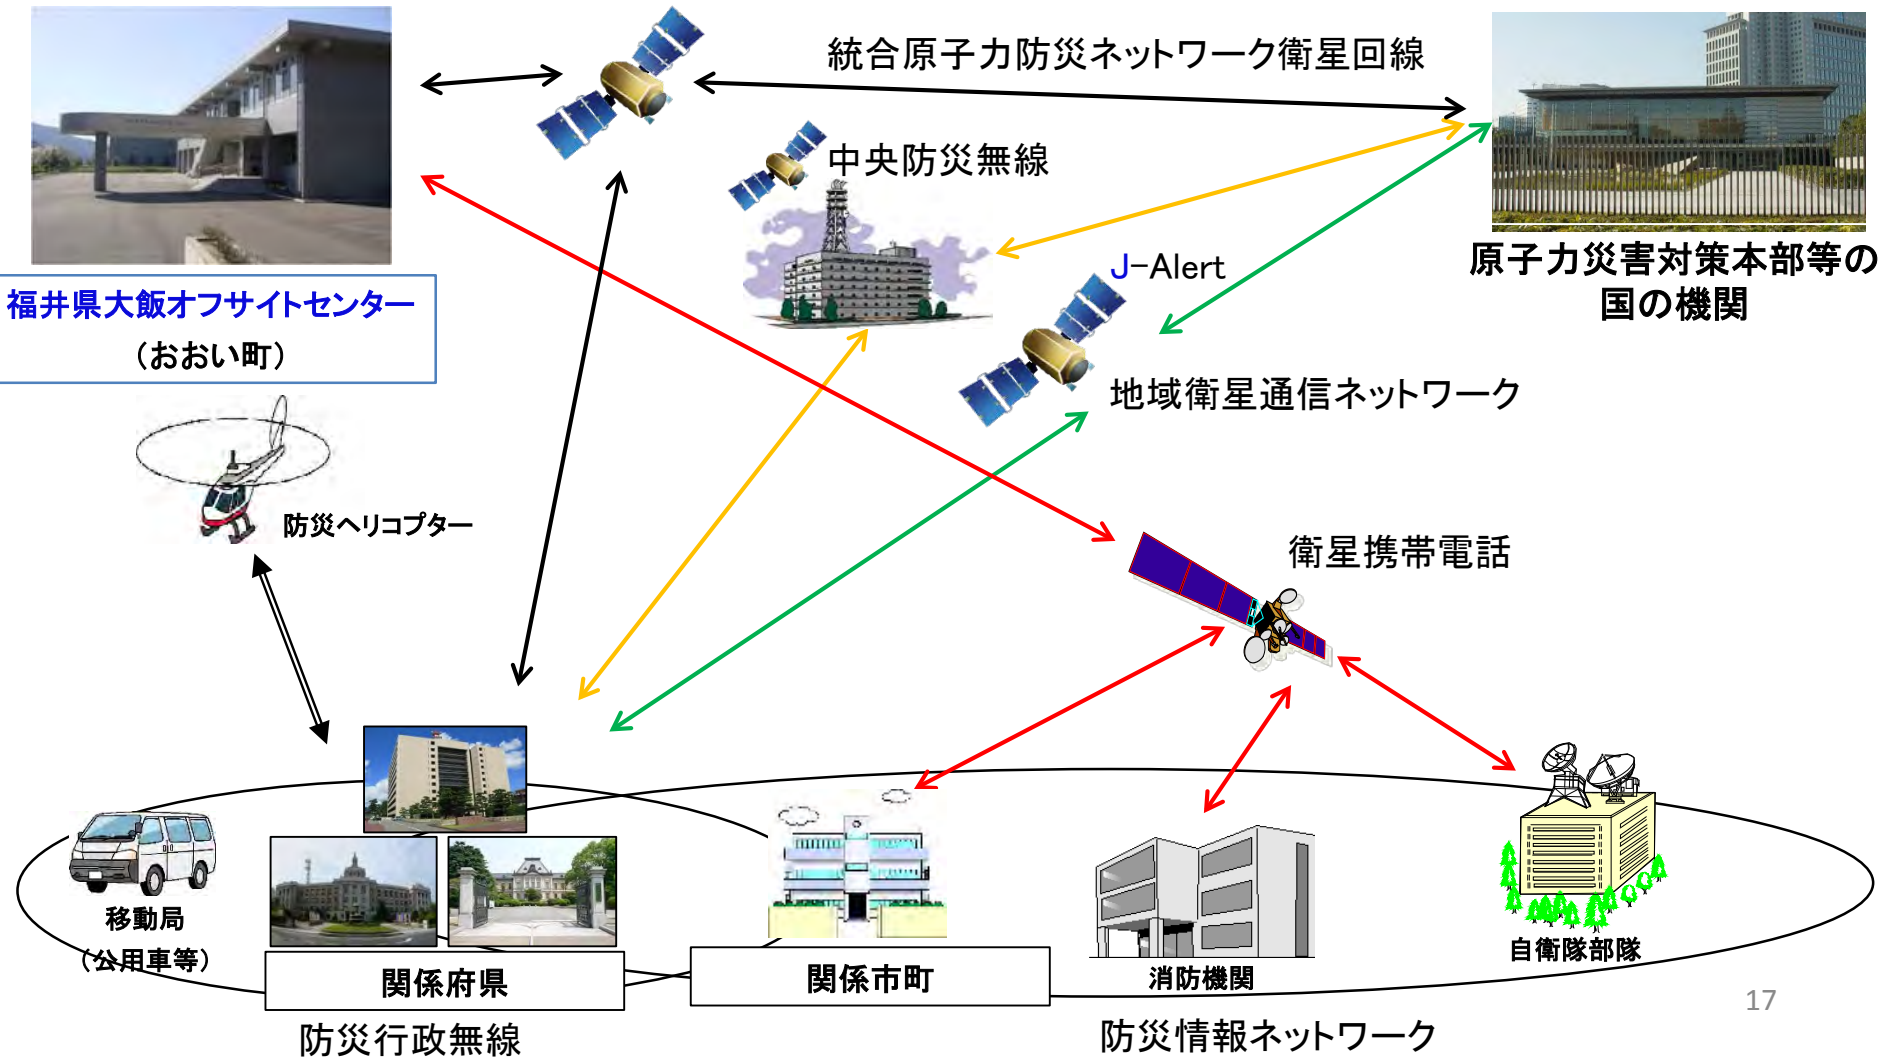 統合原子力防災ネットワーク衛星回線
中央防災無線
J-Alert
原子力災害対策本部等の
国の機関
福井県大飯オフサイトセンター
(おおい町)
地域衛星通信ネットワーク
防災ヘリコプター
衛星携帯電話
移動局
(公用車等)
関係府県
関係市町
消防機関
自衛隊部隊
17
防災行政無線
防災情報ネットワーク